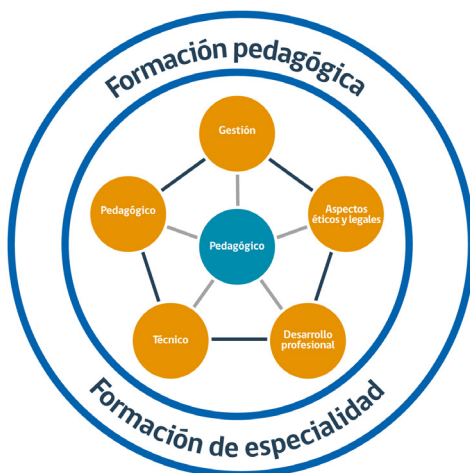 Formación pedagógica
Gestión
Pedagógico
Aspectos
éticos y legales
Pedagógico
Técnico
Desarrollo
profesional
Formación de especialidad